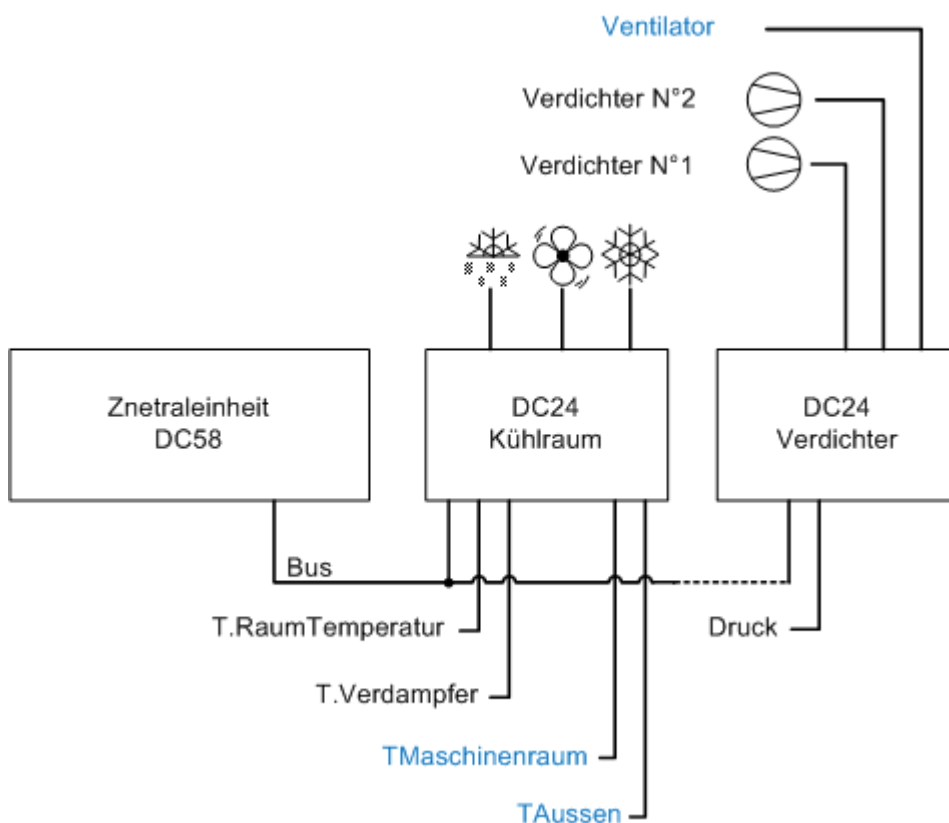 Ventilator
Verdichter N°2
Verdichter N°1
Znetraleinheit
DC58
DC24
Kühlraum
DC24
Verdichter
Bus
T.RaumTemperatur
Druck
T.Verdampfer
TMaschinenraum
TAussen